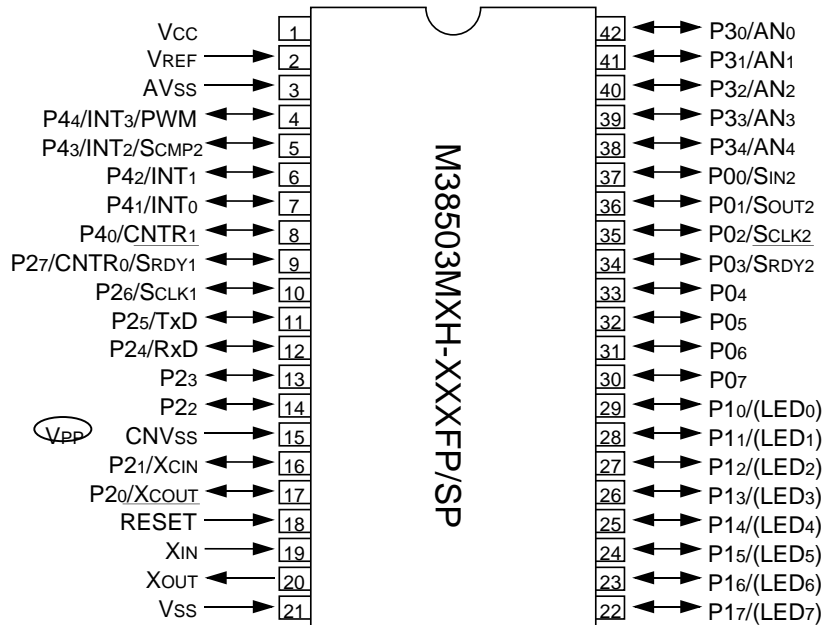 VCC 1
VREF 2
AVSS 3
P44/INT3/PWM 4
P43/INT2/SCMP2 5
P42/INT1 6
P41/INT0 7
P40/CNTR1 8
P27/CNTR0/SRDY1 9
P26/SCLK1 10
P25/TxD 11
P24/RxD 12
P23 13
P22 14
VPP CNVSS 15
P21/XCIN 16
P20/XCOUT 17
RESET 18
XIN 19
XOUT 20
VSS 21
M38503MXH-XXXFP/SP
42 P30/AN0
41 P31/AN1
40 P32/AN2
39 P33/AN3
38 P34/AN4
37 P00/SIN2
36 P01/SOUT2
35 P02/SCLK2
34 P03/SRDY2
33 P04
32 P05
31 P06
30 P07
29 P10/(LED0)
28 P11/(LED1)
27 P12/(LED2)
26 P13/(LED3)
25 P14/(LED4)
24 P15/(LED5)
23 P16/(LED6)
22 P17/(LED7)